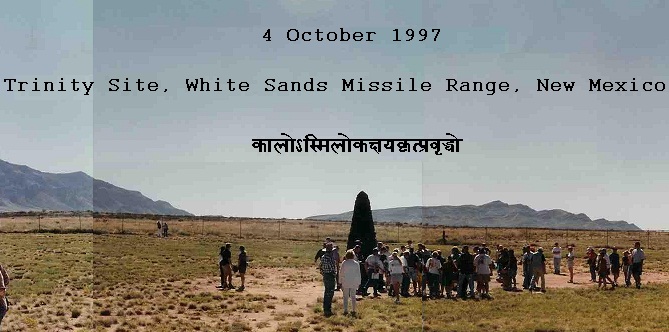 4 October 1997
Trinity Site, White Sands Missile Range, New Mexico
कालोऽस्मिलोकक्षयकृत्प्रवृद्धो